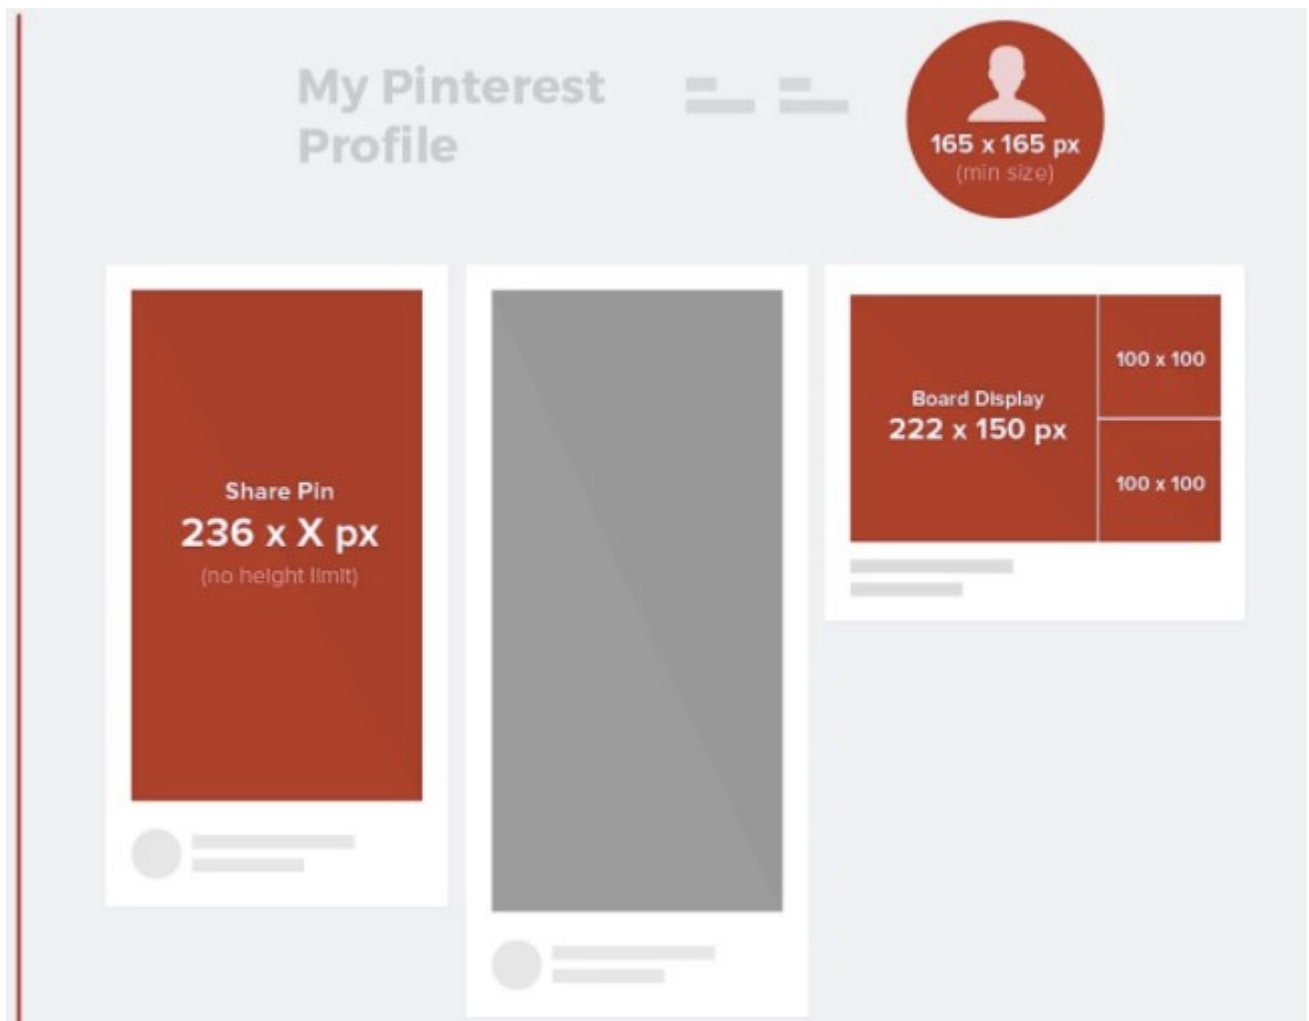 My Pinterest
Profile
165 x 165 px
(min size)
Share Pin
236 x X px
(no height limit)
Board Display
222 x 150 px
100 x 100
100 x 100